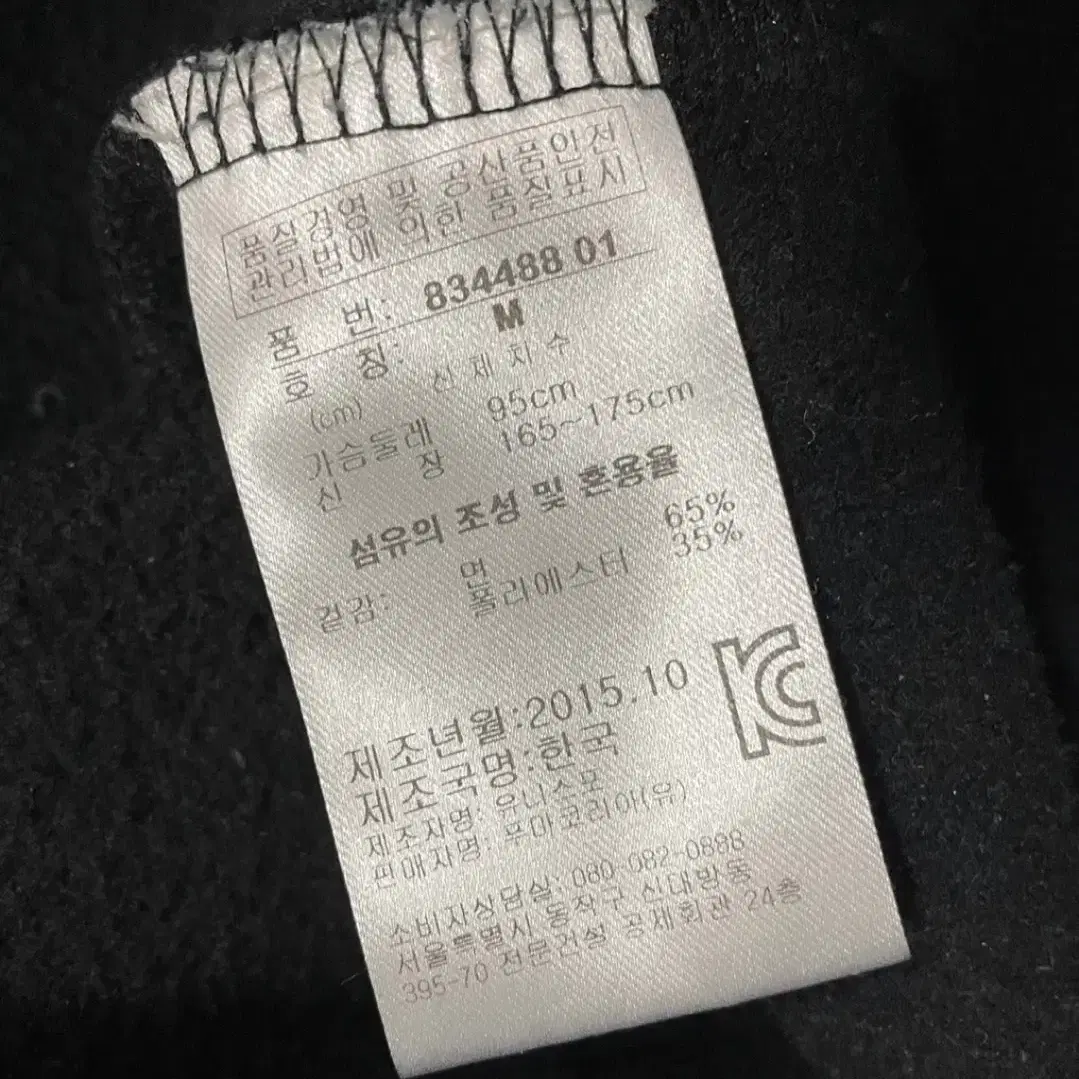 품질경영 및 공산품안전
관리법에 의한 품질표시
품 번: 834488 01
호 칭: M
(cm) 신체치수
가슴둘레 95cm
신 장 165~175cm
섬유의 조성 및 혼용율
겉감: 면 65%
폴리에스터 35%
제조년월:2015.10
제조국명:한국
제조자명: 유니소모
판매자명: 푸마코리아(유)
소비자상담실: 080-082-0898
서울특별시 동작구 신대방동
395-70 전문건설 공제회관 24층